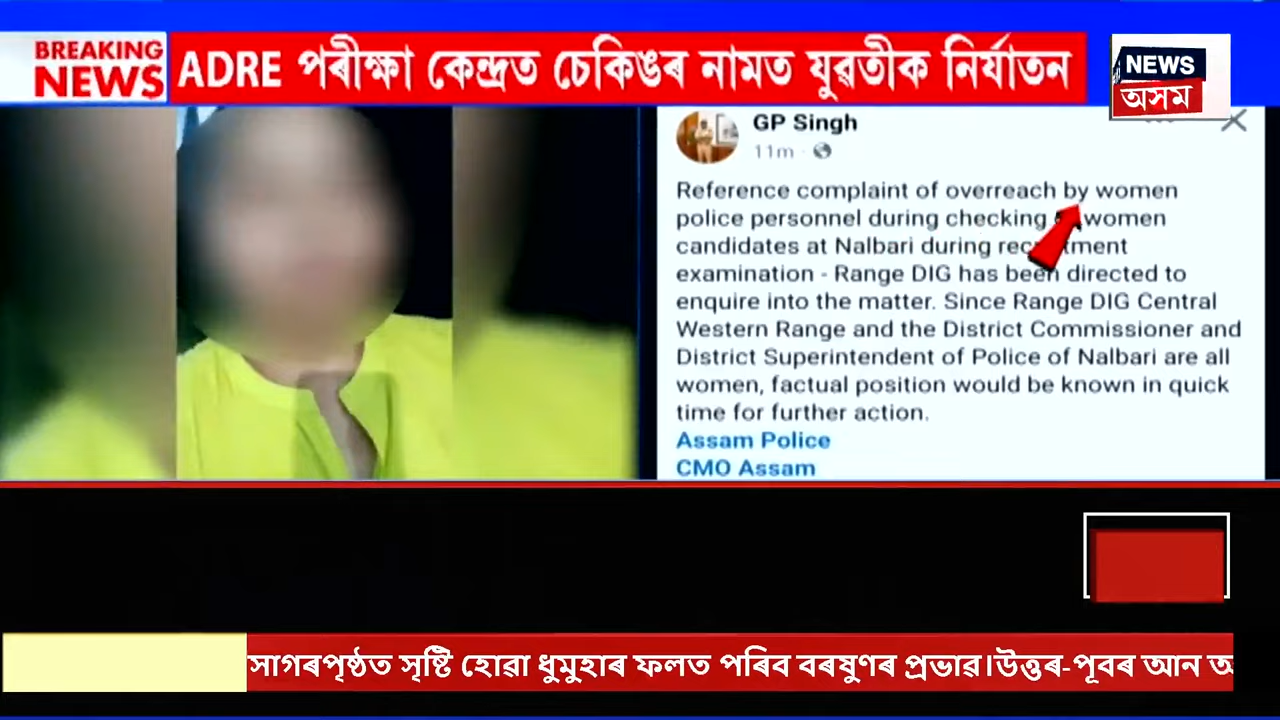 BREAKING
NEWS
ADRE পৰীক্ষা কেন্দ্ৰত চেকিঙৰ নামত যুৱতীক নিৰ্যাতন
NEWS
অসম
GP Singh
11m
Reference complaint of overreach by women
police personnel during checking women
candidates at Nalbari during
examination - Range DIG has been directed to
enquire into the matter. Since Range DIG Central
Western Range and the District Commissioner and
District Superintendent of Police of Nalbari are all
women, factual position would be known in quick
time for further action.
Assam Police
CMO Assam
সাগৰপৃষ্ঠত সৃষ্টি হোৱা ধুমুহাৰ ফলত পৰিব বৰষুণৰ প্ৰভাৱ।উত্তৰ-পূবৰ আন